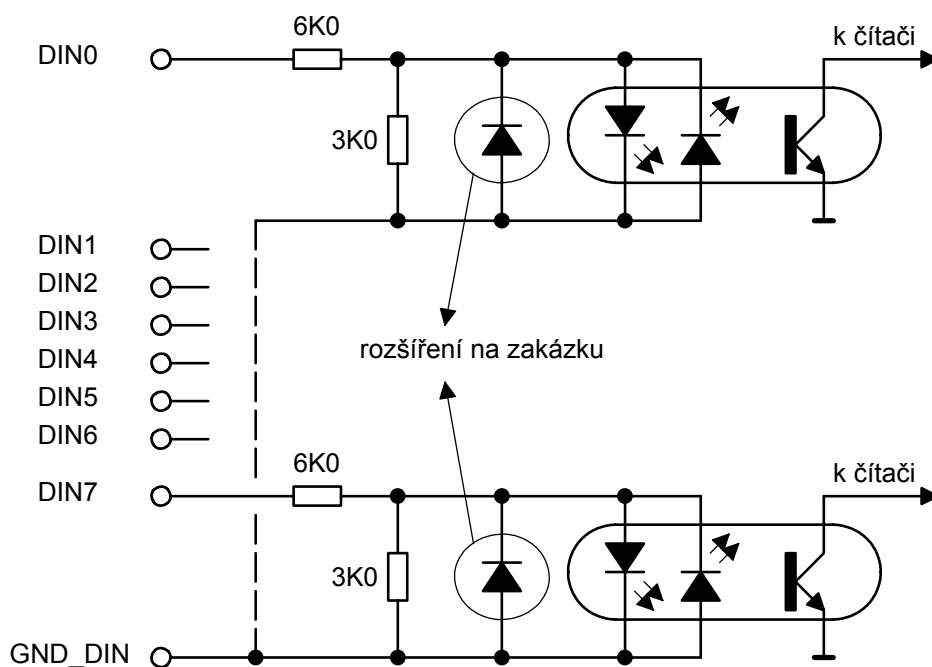 6K0
DIN0
k čítači
3K0
DIN1
DIN2
DIN3
rozšíření na zakázku
DIN4
DIN5
DIN6
6K0
DIN7
k čítači
3K0
GND_DIN